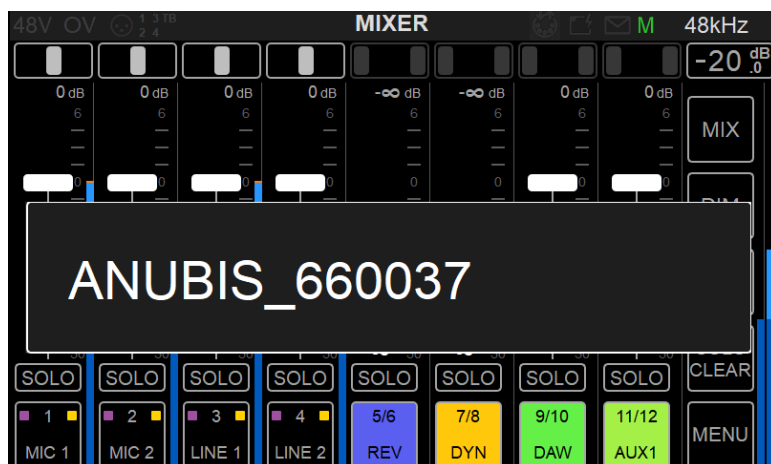 48V OV 1 3 TB MIXER M 48kHz
2 4
-20 .0 dB
0 dB 0 dB 0 dB 0 dB -∞ dB -∞ dB 0 dB 0 dB
6 6 6 6 6 6 6 6
MIX
0 0 0 0 0 0 0 0
ANUBIS_660037
SOLO SOLO SOLO SOLO SOLO SOLO SOLO SOLO CLEAR
1 2 3 4 5/6 7/8 9/10 11/12
MENU
MIC 1 MIC 2 LINE 1 LINE 2 REV DYN DAW AUX1